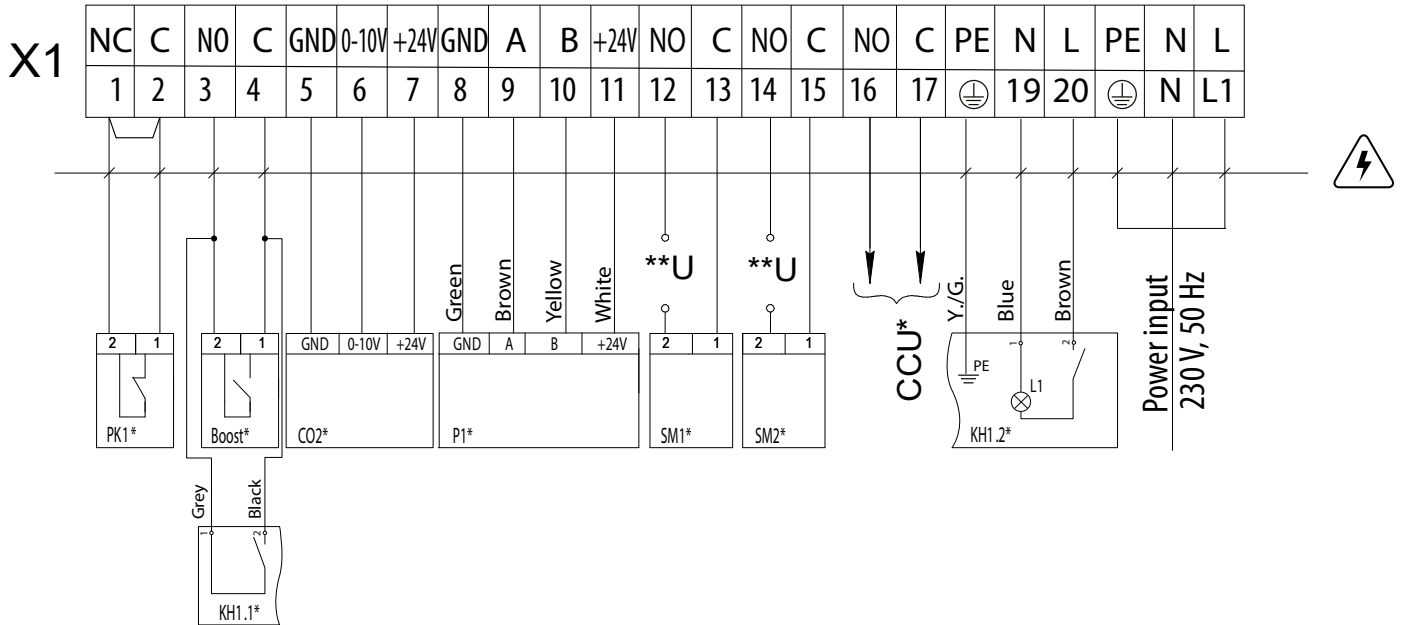 X1
NC C NO C GND 0-10V +24V GND A B +24V NO C NO C NO C PE N L PE N L
1 2 3 4 5 6 7 8 9 10 11 12 13 14 15 16 17 19 20 N L1
**U **U
Green Brown Yellow White CCU* Y./G. Blue Brown Power input
230 V, 50 Hz
2 1 2 1 GND 0-10V +24V GND A B +24V 2 1 2 1 1 2
PE
L1
PK1* Boost* CO2* P1* SM1* SM2* KH1.2*
Grey Black
1 2
KH1.1*